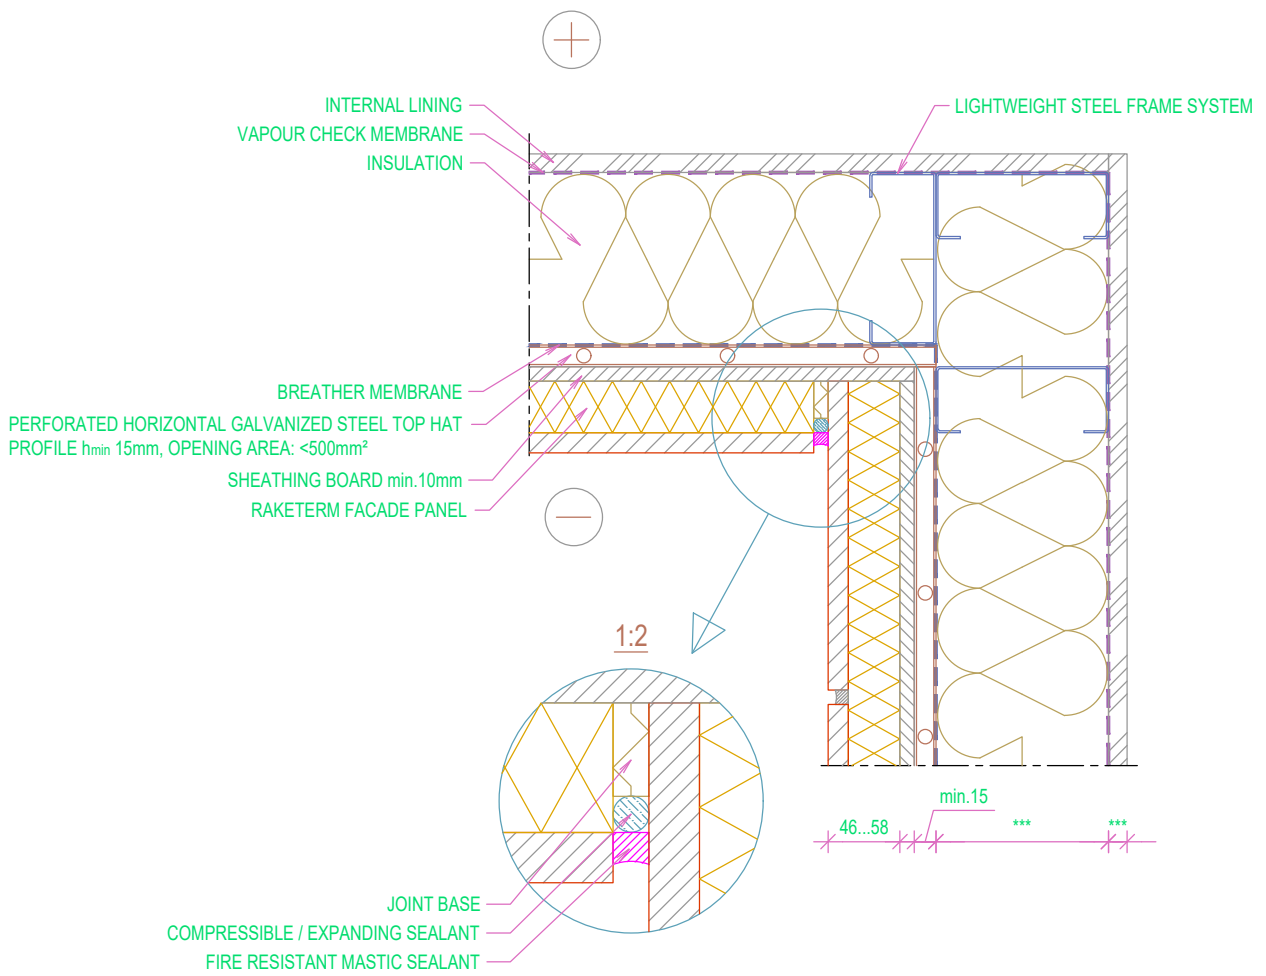 INTERNAL LINING
VAPOUR CHECK MEMBRANE
INSULATION
LIGHTWEIGHT STEEL FRAME SYSTEM
BREATHER MEMBRANE
PERFORATED HORIZONTAL GALVANIZED STEEL TOP HAT
PROFILE hmin 15mm, OPENING AREA: <500mm²
SHEATHING BOARD min.10mm
RAKETERM FACADE PANEL
1:2
min.15
46...58
***
***
JOINT BASE
COMPRESSIBLE / EXPANDING SEALANT
FIRE RESISTANT MASTIC SEALANT